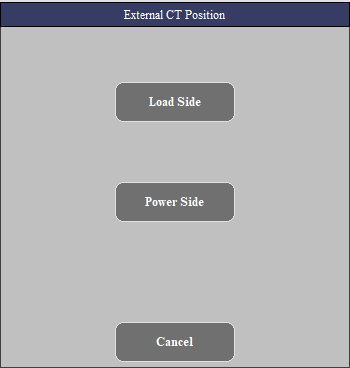 External CT Position
Load Side
Power Side
Cancel